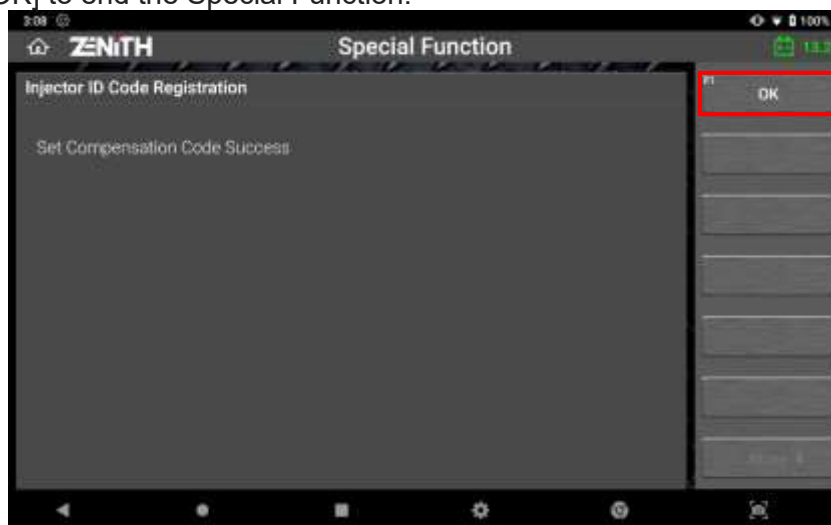 OK] to end the Special Function.
3:08 100%
ZENITH Special Function
Injector ID Code Registration
F1 OK
Set Compensation Code Success